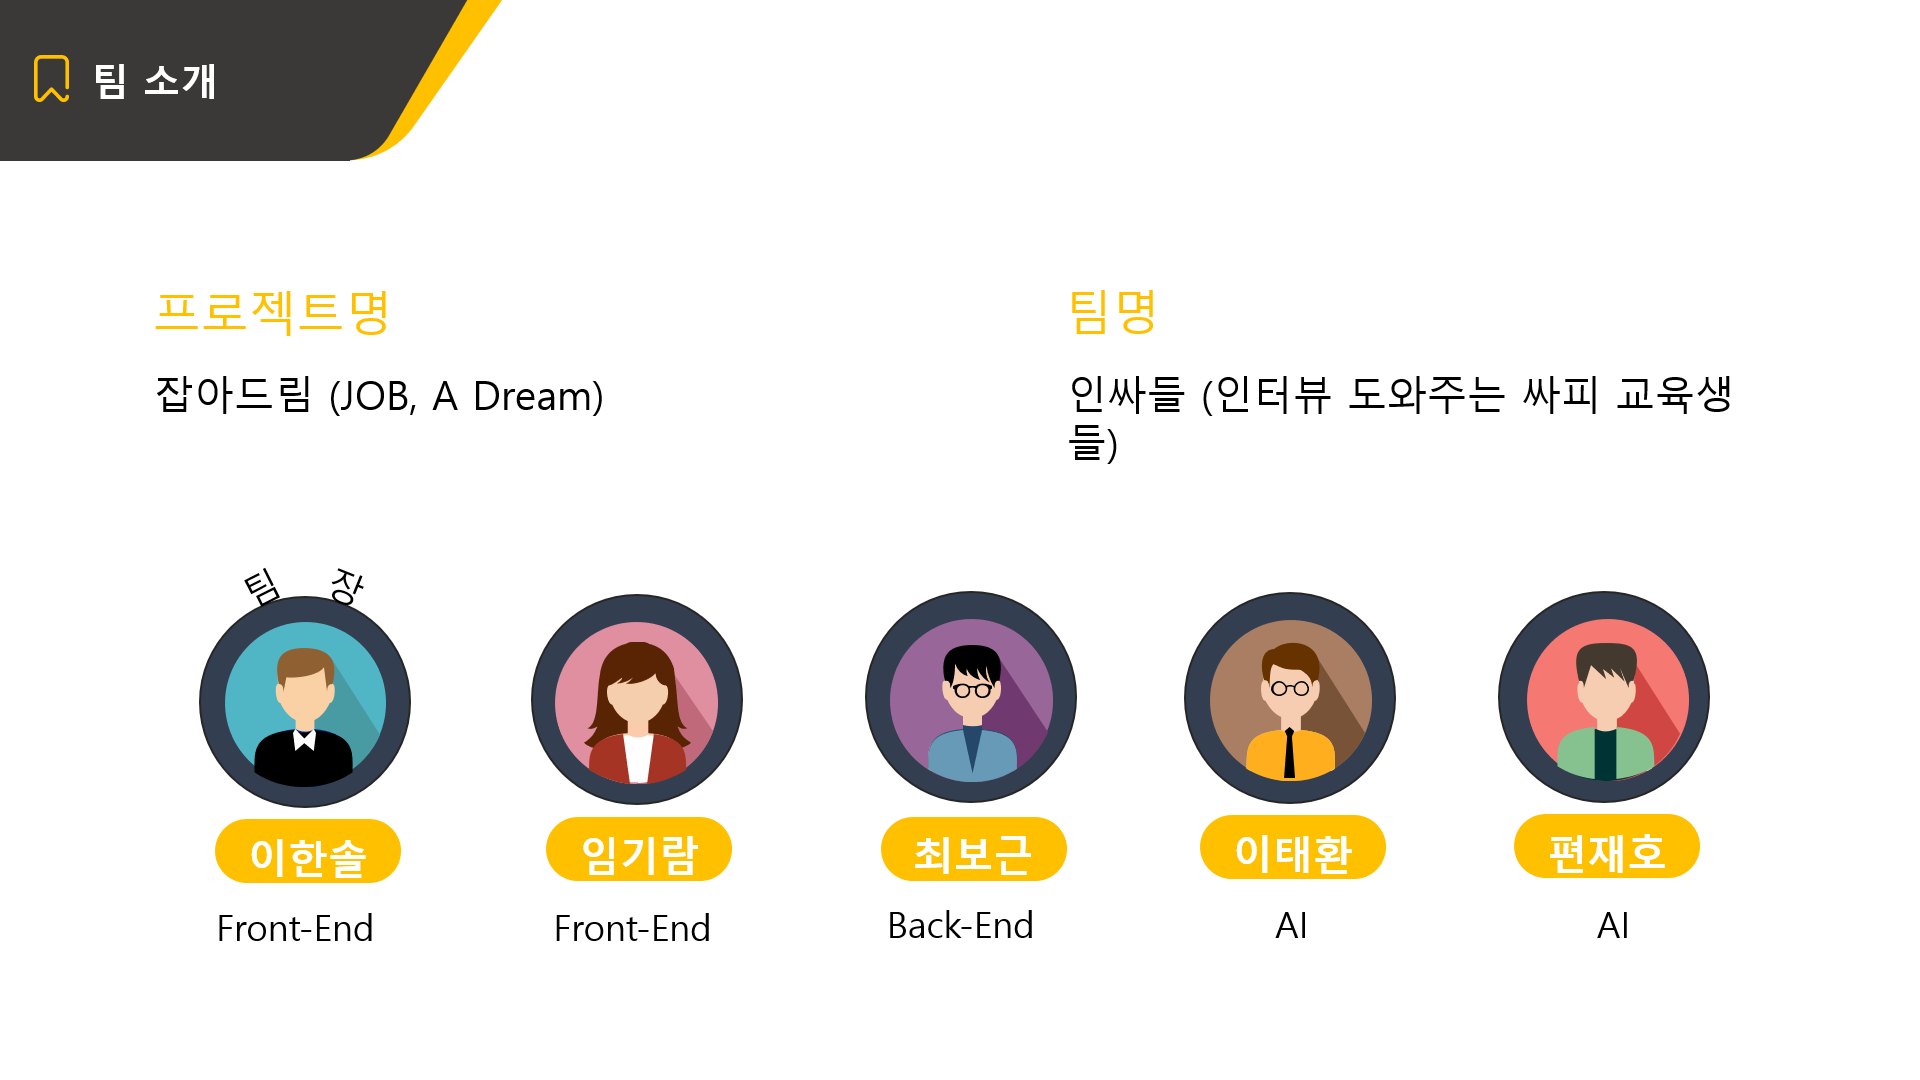 팀 소개
프로젝트명
잡아드림 (JOB, A Dream)
팀명
인싸들 (인터뷰 도와주는 싸피 교육생
들)
팀 장
이한솔
임기람
최보근
이태환
편재호
Front-End
Front-End
Back-End
AI
AI